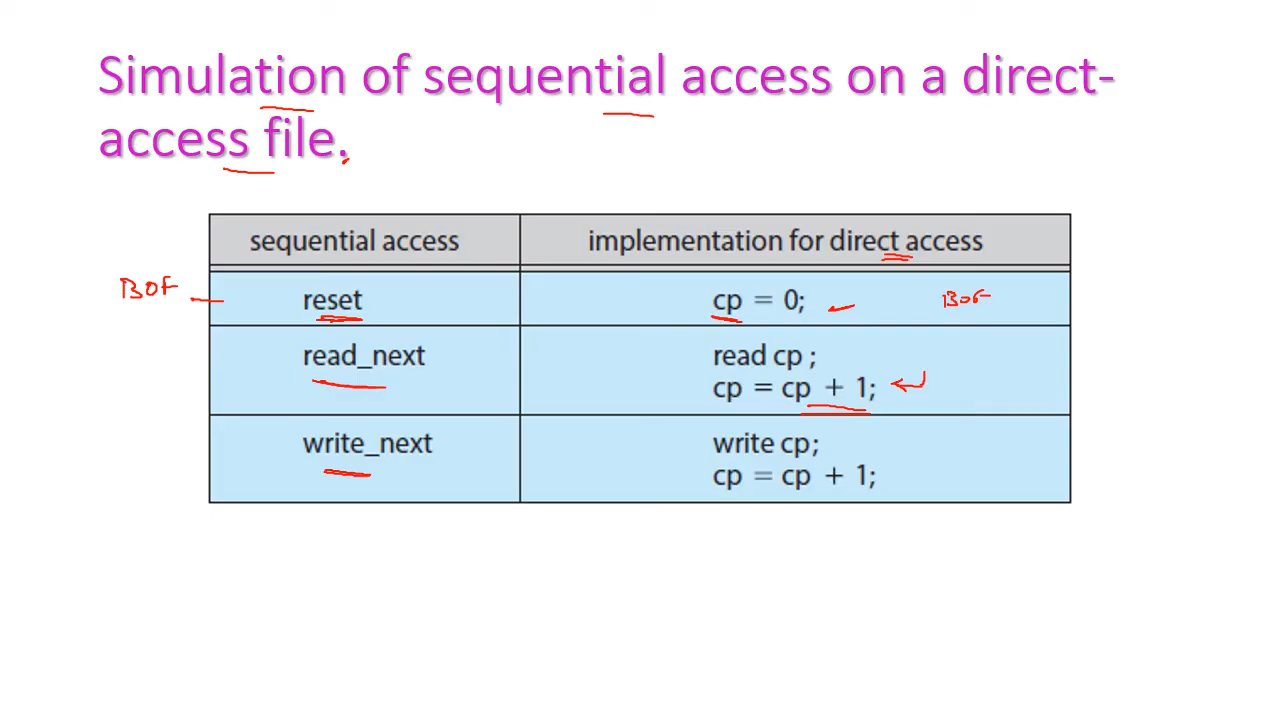 Simulation of sequential access on a direct-
access file.
sequential access implementation for direct access
BOF reset cp = 0; BOF
read_next read cp ;
cp = cp + 1;
write_next write cp;
cp = cp + 1;